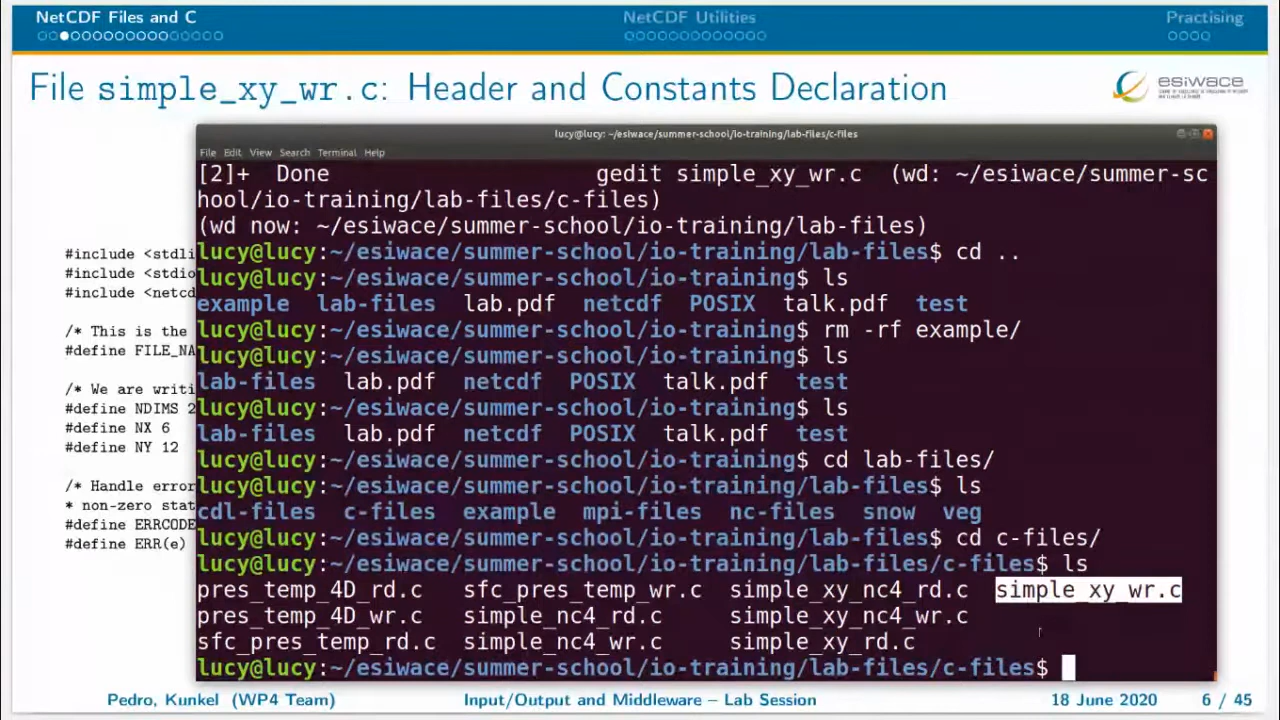 NetCDF Files and C
NetCDF Utilities
Practising
File simple_xy_wr.c: Header and Constants Declaration
esiwace
lucy@lucy: ~/esiwace/summer-school/io-training/lab-files/c-files
File Edit View Search Terminal Help
[2]+  Done                    gedit simple_xy_wr.c  (wd: ~/esiwace/summer-sc
hool/io-training/lab-files/c-files)
(wd now: ~/esiwace/summer-school/io-training/lab-files)
lucy@lucy:~/esiwace/summer-school/io-training/lab-files$ cd ..
lucy@lucy:~/esiwace/summer-school/io-training$ ls
example  lab-files  lab.pdf  netcdf  POSIX  talk.pdf  test
lucy@lucy:~/esiwace/summer-school/io-training$ rm -rf example/
lucy@lucy:~/esiwace/summer-school/io-training$ ls
lab-files  lab.pdf  netcdf  POSIX  talk.pdf  test
lucy@lucy:~/esiwace/summer-school/io-training$ ls
lab-files  lab.pdf  netcdf  POSIX  talk.pdf  test
lucy@lucy:~/esiwace/summer-school/io-training$ cd lab-files/
lucy@lucy:~/esiwace/summer-school/io-training/lab-files$ ls
cdl-files  c-files  example  mpi-files  nc-files  snow  veg
lucy@lucy:~/esiwace/summer-school/io-training/lab-files$ cd c-files/
lucy@lucy:~/esiwace/summer-school/io-training/lab-files/c-files$ ls
pres_temp_4D_rd.c   sfc_pres_temp_wr.c  simple_xy_nc4_rd.c  simple_xy_wr.c
pres_temp_4D_wr.c   simple_nc4_rd.c     simple_xy_nc4_wr.c
sfc_pres_temp_rd.c  simple_nc4_wr.c     simple_xy_rd.c
lucy@lucy:~/esiwace/summer-school/io-training/lab-files/c-files$
#include <stdli
#include <stdio
#include <netcd
/* This is the
#define FILE_NA
/* We are writi
#define NDIMS 2
#define NX 6
#define NY 12
/* Handle error
* non-zero stat
#define ERRCODE
#define ERR(e)
Pedro, Kunkel (WP4 Team)
Input/Output and Middleware – Lab Session
18 June 2020
6 / 45